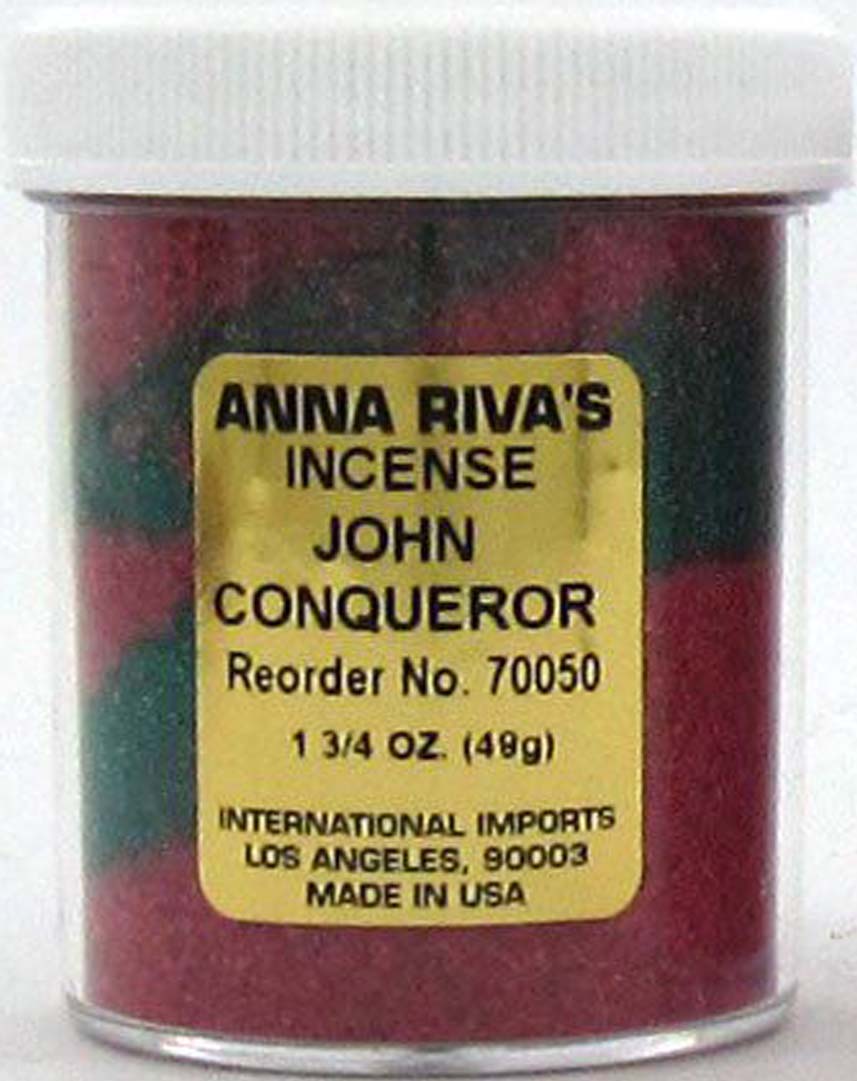 ANNA RIVA'S
INCENSE
JOHN
CONQUEROR
Reorder No. 70050
1 3/4 OZ. (49g)
INTERNATIONAL IMPORTS
LOS ANGELES, 90003
MADE IN USA